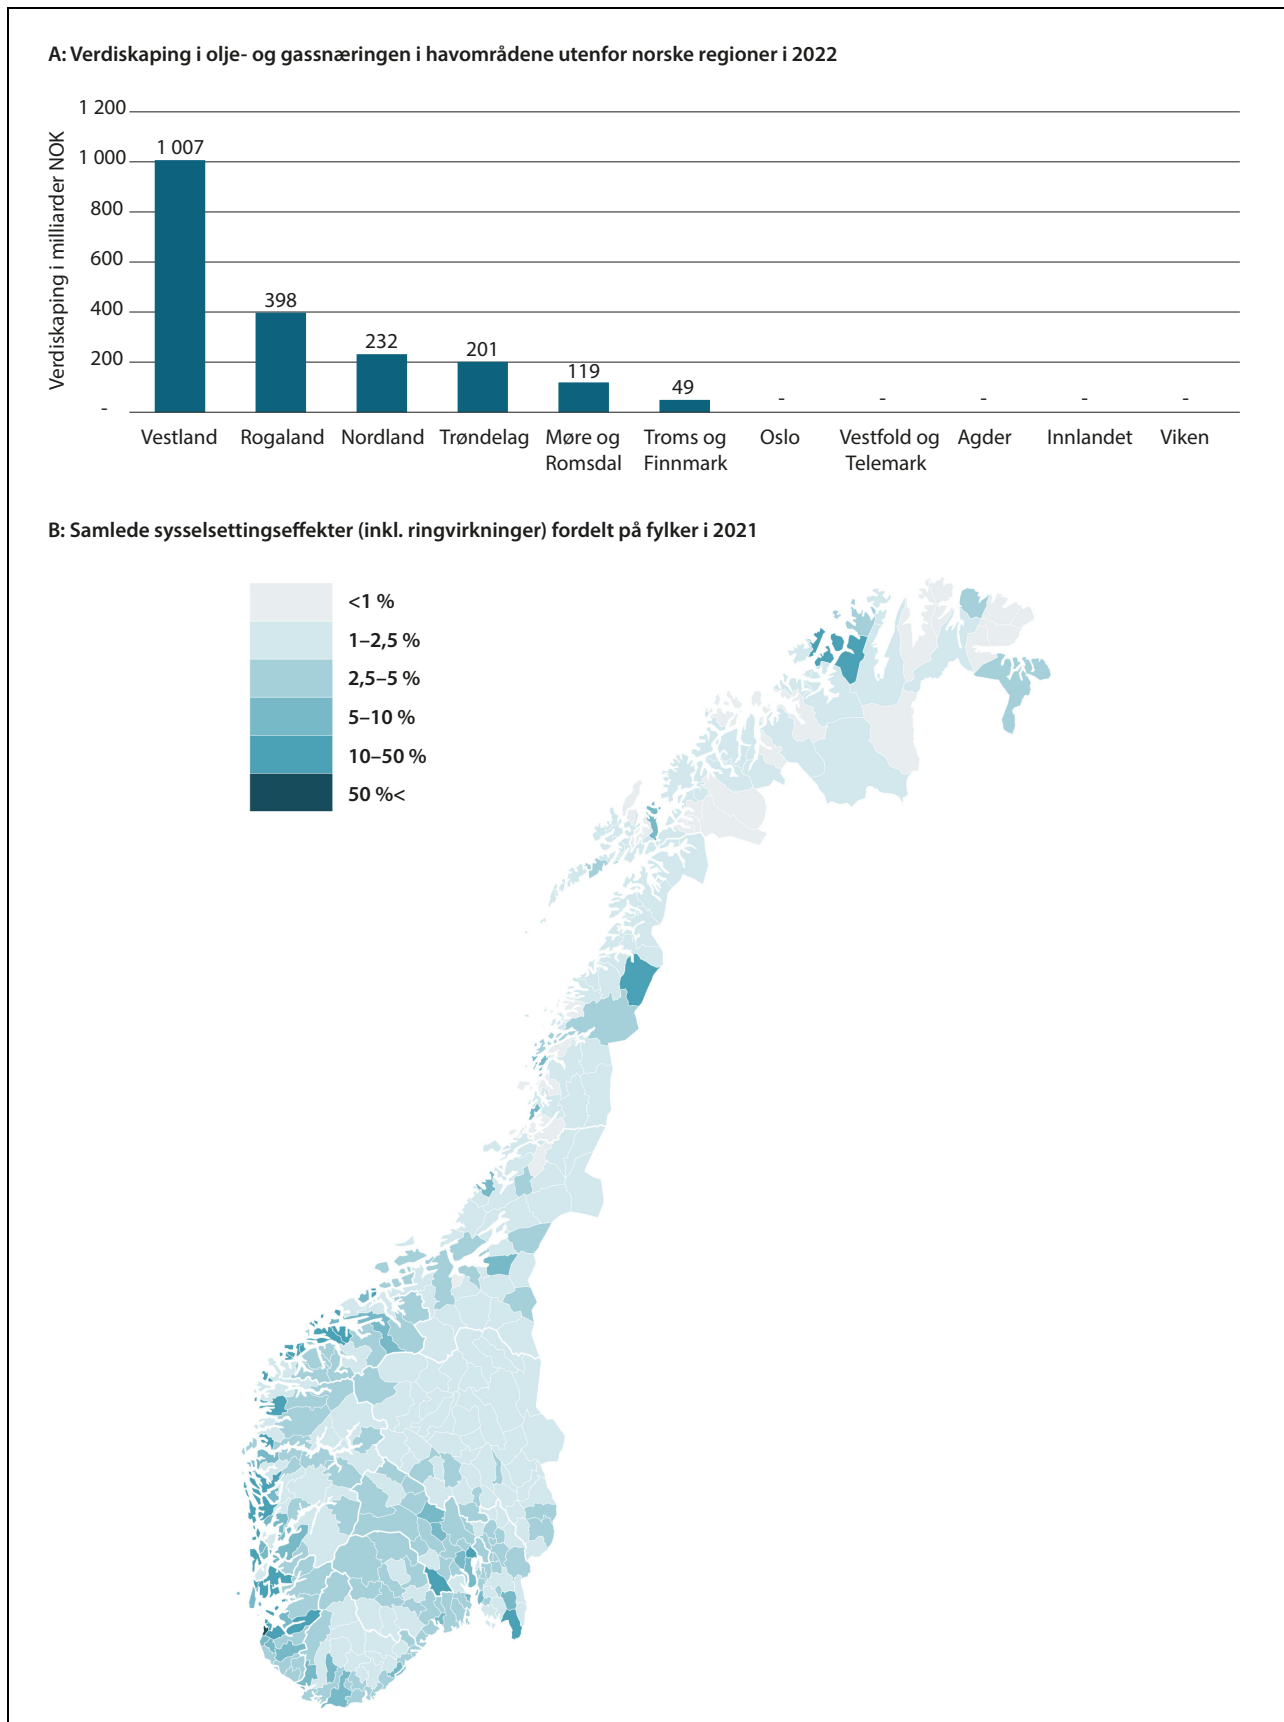 A: Verdiskaping i olje- og gassnæringen i havområdene utenfor norske regioner i 2022
Verdiskaping i milliarder NOK
1 200
1 000
800
600
400
200
-
1 007
398
232
201
119
49
-
-
-
-
-
Vestland
Rogaland
Nordland
Trøndelag
Møre og
Romsdal
Troms og
Finnmark
Oslo
Vestfold og
Telemark
Agder
Innlandet
Viken
B: Samlede sysselsettingseffekter (inkl. ringvirkninger) fordelt på fylker i 2021
<1 %
1–2,5 %
2,5–5 %
5–10 %
10–50 %
50 %<